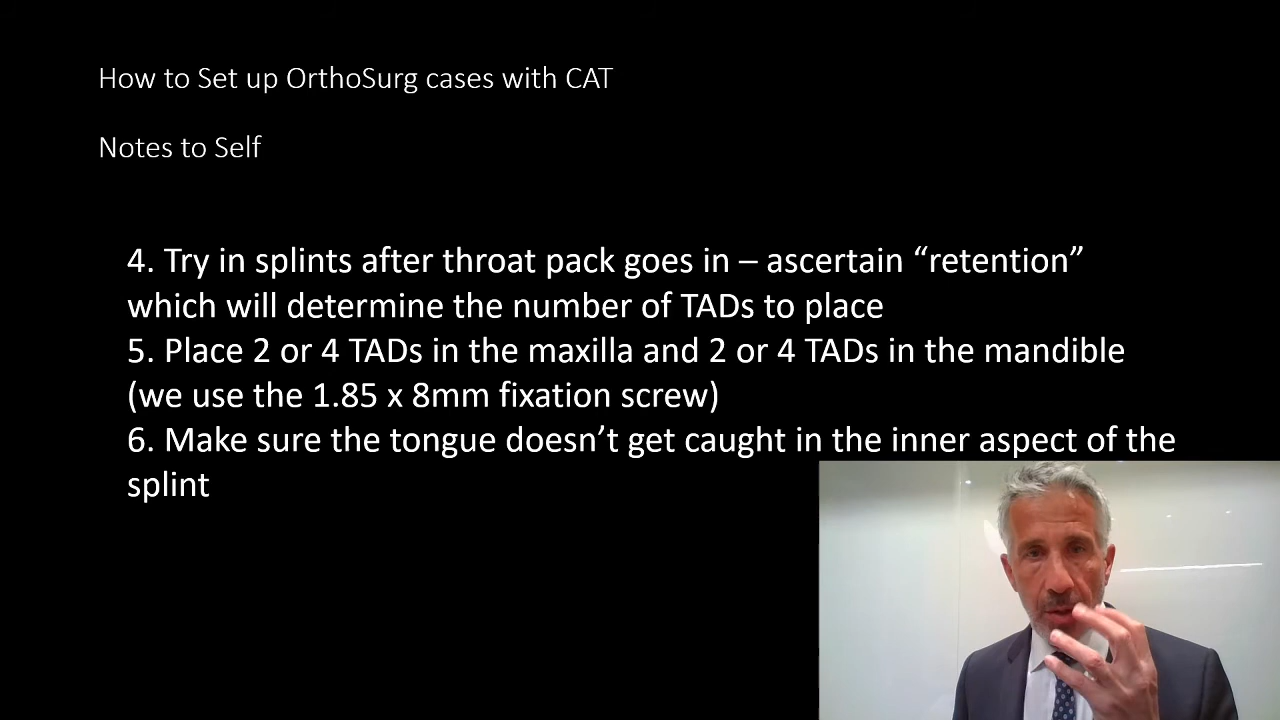 How to Set up OrthoSurg cases with CAT
Notes to Self
4. Try in splints after throat pack goes in – ascertain “retention”
which will determine the number of TADs to place
5. Place 2 or 4 TADs in the maxilla and 2 or 4 TADs in the mandible
(we use the 1.85 x 8mm fixation screw)
6. Make sure the tongue doesn’t get caught in the inner aspect of the
splint